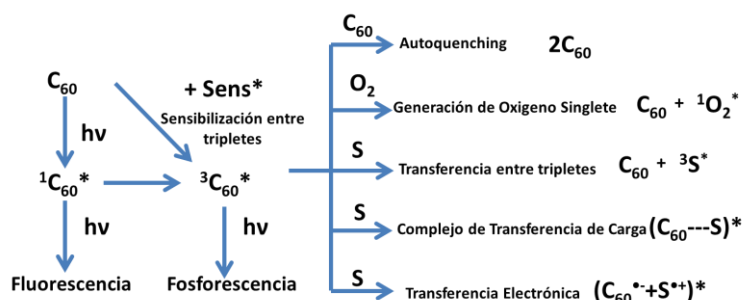 C₆₀
+ Sens*
Sensibilización entre
tripletes
hν
¹C₆₀*
³C₆₀*
hν
hν
Fluorescencia
Fosforescencia
C₆₀
Autoquenching
2C₆₀
O₂
Generación de Oxigeno Singlete
C₆₀ + ¹O₂*
S
Transferencia entre tripletes
C₆₀ + ³S*
S
Complejo de Transferencia de Carga
(C₆₀---S)*
S
Transferencia Electrónica
(C₆₀•⁻+S•⁺)*